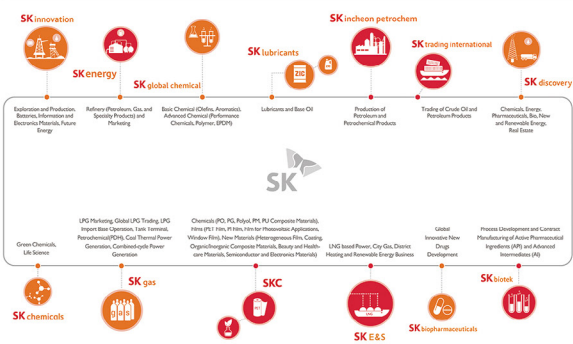 SK innovation
SK energy
SK global chemical
SK lubricants
ZIC
SK incheon petrochem
SK trading international
SK discovery
Exploration and Production,
Batteries, Information and
Electronics Materials, Future
Energy
Refinery (Petroleum, Gas, and
Specialty Products) and
Marketing
Basic Chemical (Olefins, Aromatics),
Advanced Chemical (Performance
Chemicals, Polymer, EPDM)
Lubricants and Base Oil
Production of
Petroleum and
Petrochemical Products
Trading of Crude Oil and
Petroleum Products
Chemicals, Energy,
Pharmaceuticals, Bio, New
and Renewable Energy,
Real Estate
SK
Green Chemicals,
Life Science
LPG Marketing, Global LPG Trading, LPG
Import Base Operation, Tank Terminal,
Petrochemical(PDH), Coal Thermal Power
Generation, Combined-cycle Power
Generation
Chemicals (PO, PG, Polyol, PM, PU Composite Materials),
Films (PET Film, PI Film, Film for Photovoltaic Applications,
Window Film), New Materials (Heterogeneous Film, Coating,
Organic/Inorganic Composite Materials, Beauty and Health-
care Materials, Semiconductor and Electronics Materials)
LNG based Power, City Gas, District
Heating and Renewable Energy Business
Global
Innovative New
Drugs
Development
Process Development and Contract
Manufacturing of Active Pharmaceutical
Ingredients (API) and Advanced
Intermediates (AI)
SK chemicals
gas
SK gas
SKC
LNG
SK E&S
SK biopharmaceuticals
SK biotek